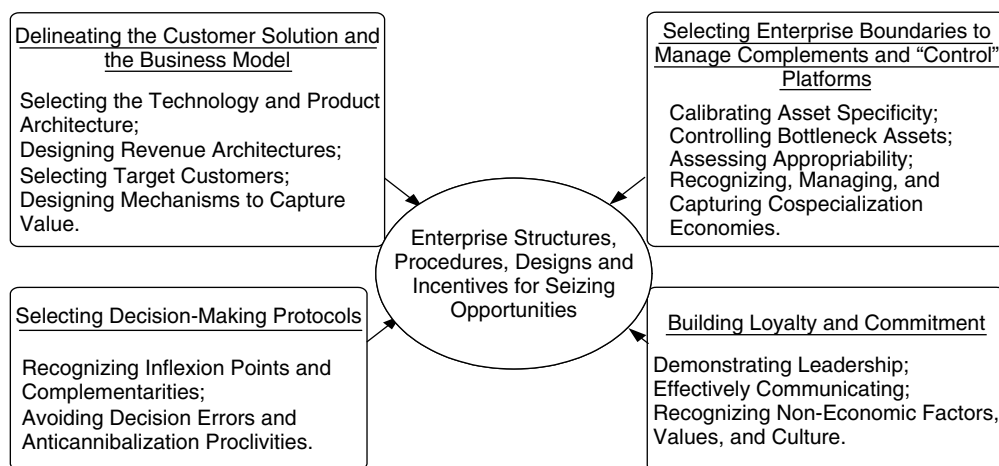 Delineating the Customer Solution and
the Business Model
Selecting the Technology and Product
Architecture;
Designing Revenue Architectures;
Selecting Target Customers;
Designing Mechanisms to Capture
Value.
Selecting Enterprise Boundaries to
Manage Complements and “Control”
Platforms
Calibrating Asset Specificity;
Controlling Bottleneck Assets;
Assessing Appropriability;
Recognizing, Managing, and
Capturing Cospecialization
Economies.
Enterprise Structures,
Procedures, Designs and
Incentives for Seizing
Opportunities
Selecting Decision-Making Protocols
Recognizing Inflexion Points and
Complementarities;
Avoiding Decision Errors and
Anticannibalization Proclivities.
Building Loyalty and Commitment
Demonstrating Leadership;
Effectively Communicating;
Recognizing Non-Economic Factors,
Values, and Culture.